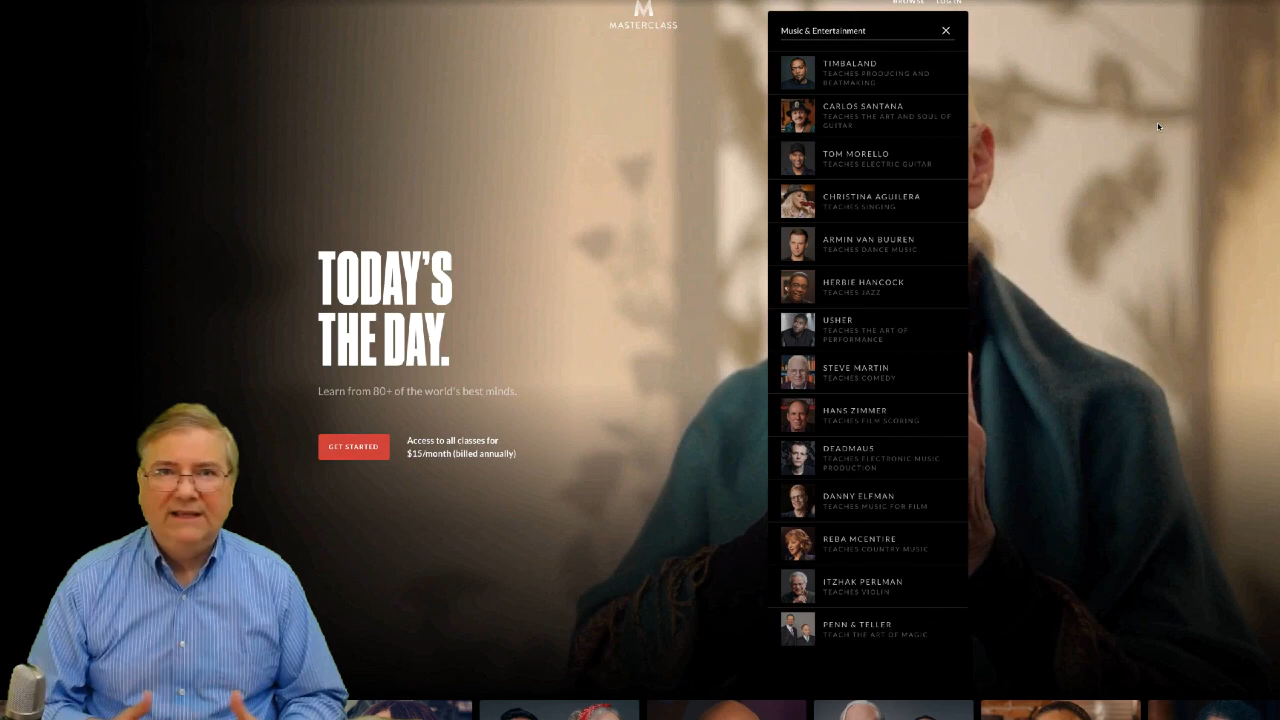 BROWSE LOG IN
MASTERCLASS
Music & Entertainment
TIMBALAND
TEACHES PRODUCING AND
BEATMAKING
CARLOS SANTANA
TEACHES THE ART AND SOUL OF
GUITAR
TOM MORELLO
TEACHES ELECTRIC GUITAR
CHRISTINA AGUILERA
TEACHES SINGING
ARMIN VAN BUUREN
TEACHES DANCE MUSIC
HERBIE HANCOCK
TEACHES JAZZ
USHER
TEACHES THE ART OF
PERFORMANCE
STEVE MARTIN
TEACHES COMEDY
HANS ZIMMER
TEACHES FILM SCORING
DEADMAU5
TEACHES ELECTRONIC MUSIC
PRODUCTION
DANNY ELFMAN
TEACHES MUSIC FOR FILM
REBA MCENTIRE
TEACHES COUNTRY MUSIC
ITZHAK PERLMAN
TEACHES VIOLIN
PENN & TELLER
TEACH THE ART OF MAGIC
TODAY'S
THE DAY.
Learn from 80+ of the world's best minds.
GET STARTED
Access to all classes for
$15/month (billed annually)